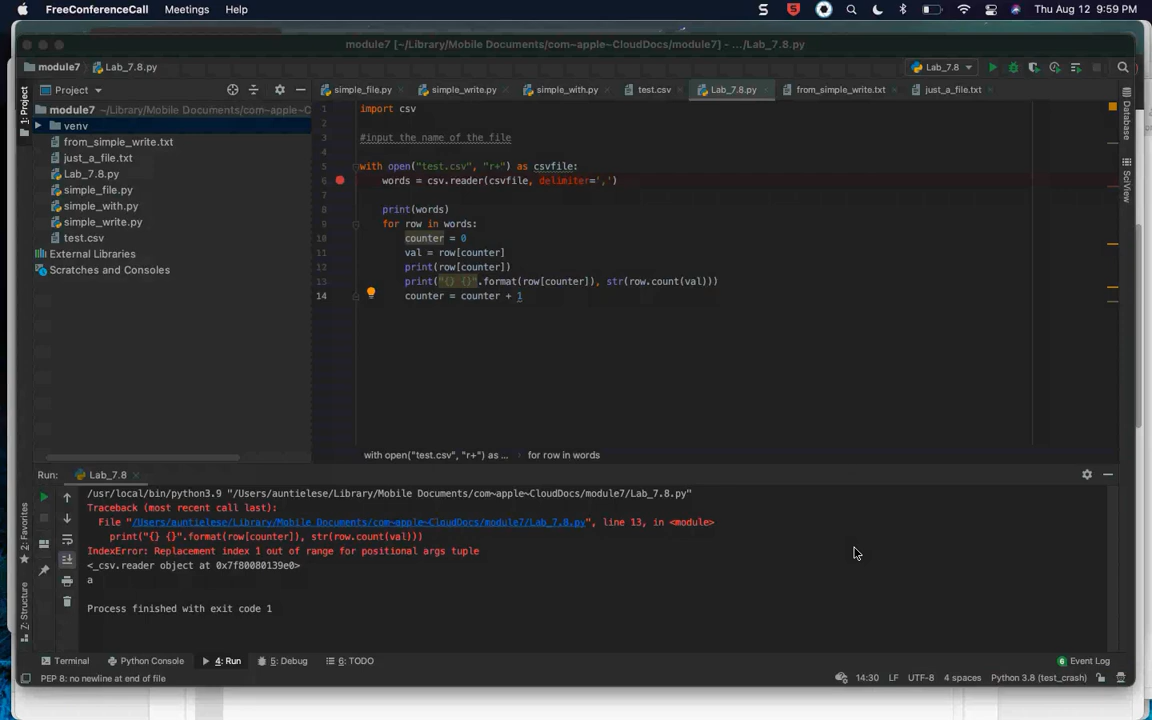 FreeConferenceCall Meetings Help S 5 Thu Aug 12 9:59 PM
module7 [~/Library/Mobile Documents/com~apple~CloudDocs/module7] - .../Lab_7.8.py
module7 Lab_7.8.py Lab_7.8
1: Project
Project
simple_file.py simple_write.py simple_with.py test.csv Lab_7.8.py from_simple_write.txt just_a_file.txt
module7 ~/Library/Mobile Documents/com~apple~CloudDocs/m
venv
from_simple_write.txt
just_a_file.txt
Lab_7.8.py
simple_file.py
simple_with.py
simple_write.py
test.csv
External Libraries
Scratches and Consoles
1 import csv
2
3 #input the name of the file
4
5 with open("test.csv", "r+") as csvfile:
6 words = csv.reader(csvfile, delimiter=',')
7
8 print(words)
9 for row in words:
10 counter = 0
11 val = row[counter]
12 print(row[counter])
13 print("{} {}".format(row[counter]), str(row.count(val)))
14 counter = counter + 1
Database
SciView
with open("test.csv", "r+") as ... for row in words
Run: Lab_7.8
/usr/local/bin/python3.9 "/Users/auntielese/Library/Mobile Documents/com~apple~CloudDocs/module7/Lab_7.8.py"
Traceback (most recent call last):
File "/Users/auntielese/Library/Mobile Documents/com~apple~CloudDocs/module7/Lab_7.8.py", line 13, in <module>
print("{} {}".format(row[counter]), str(row.count(val)))
IndexError: Replacement index 1 out of range for positional args tuple
<_csv.reader object at 0x7f80080139e0>
a
Process finished with exit code 1
2: Favorites
7: Structure
Terminal Python Console 4: Run 5: Debug 6: TODO 6 Event Log
PEP 8: no newline at end of file 14:30 LF UTF-8 4 spaces Python 3.8 (test_crash)